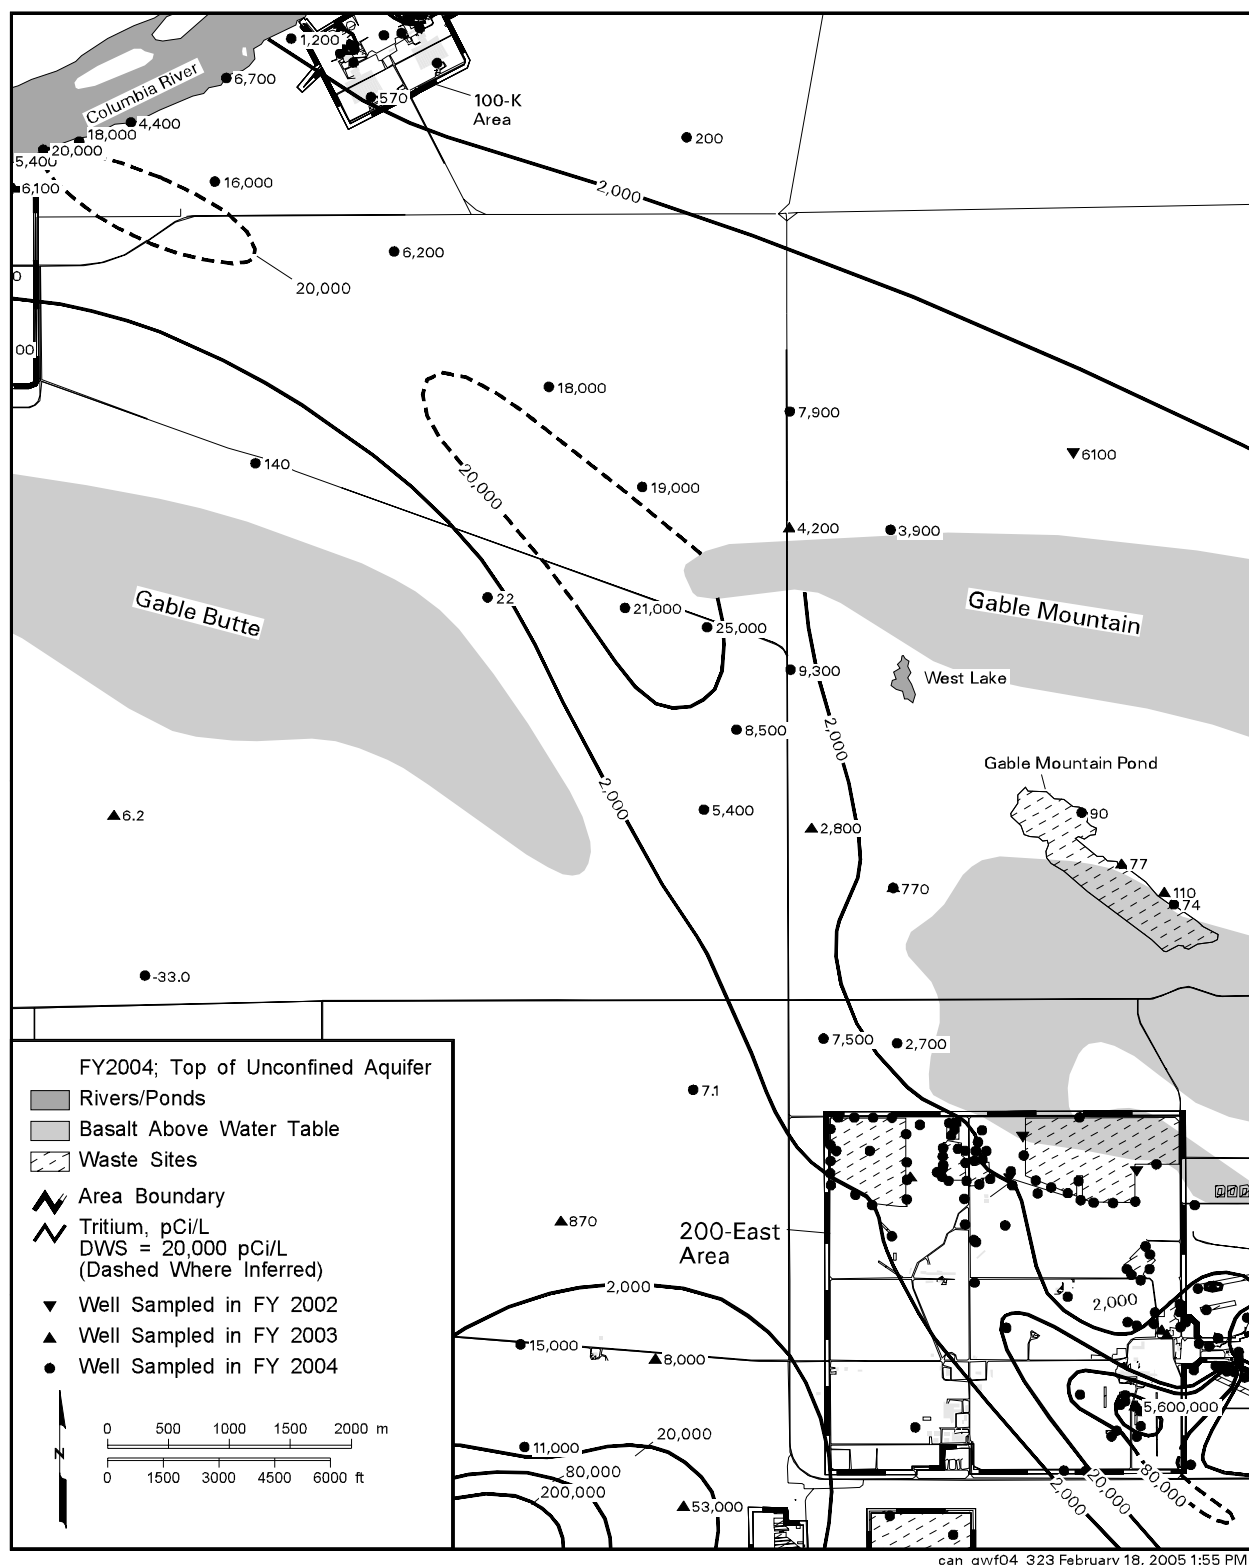 1,200
6,700
Columbia River
570
100-K
Area
4,400
18,000
20,000
5,400
6,100
16,000
200
2,000
6,200
20,000
0
00
18,000
7,900
140
20,000
19,000
6100
4,200
3,900
Gable Butte
22
21,000
25,000
Gable Mountain
9,300
West Lake
8,500
2,000
2,000
Gable Mountain Pond
6.2
5,400
2,800
90
77
770
110
74
-33.0
7,500
2,700
7.1
FY2004; Top of Unconfined Aquifer
Rivers/Ponds
Basalt Above Water Table
Waste Sites
Area Boundary
Tritium, pCi/L
DWS = 20,000 pCi/L
(Dashed Where Inferred)
Well Sampled in FY 2002
Well Sampled in FY 2003
Well Sampled in FY 2004
N
0 500 1000 1500 2000 m
0 1500 3000 4500 6000 ft
870
200-East
Area
2,000
2,000
15,000
8,000
5,600,000
20,000
11,000
80,000
200,000
53,000
2,000
20,000
80,000
can_gwf04_323 February 18, 2005 1:55 PM